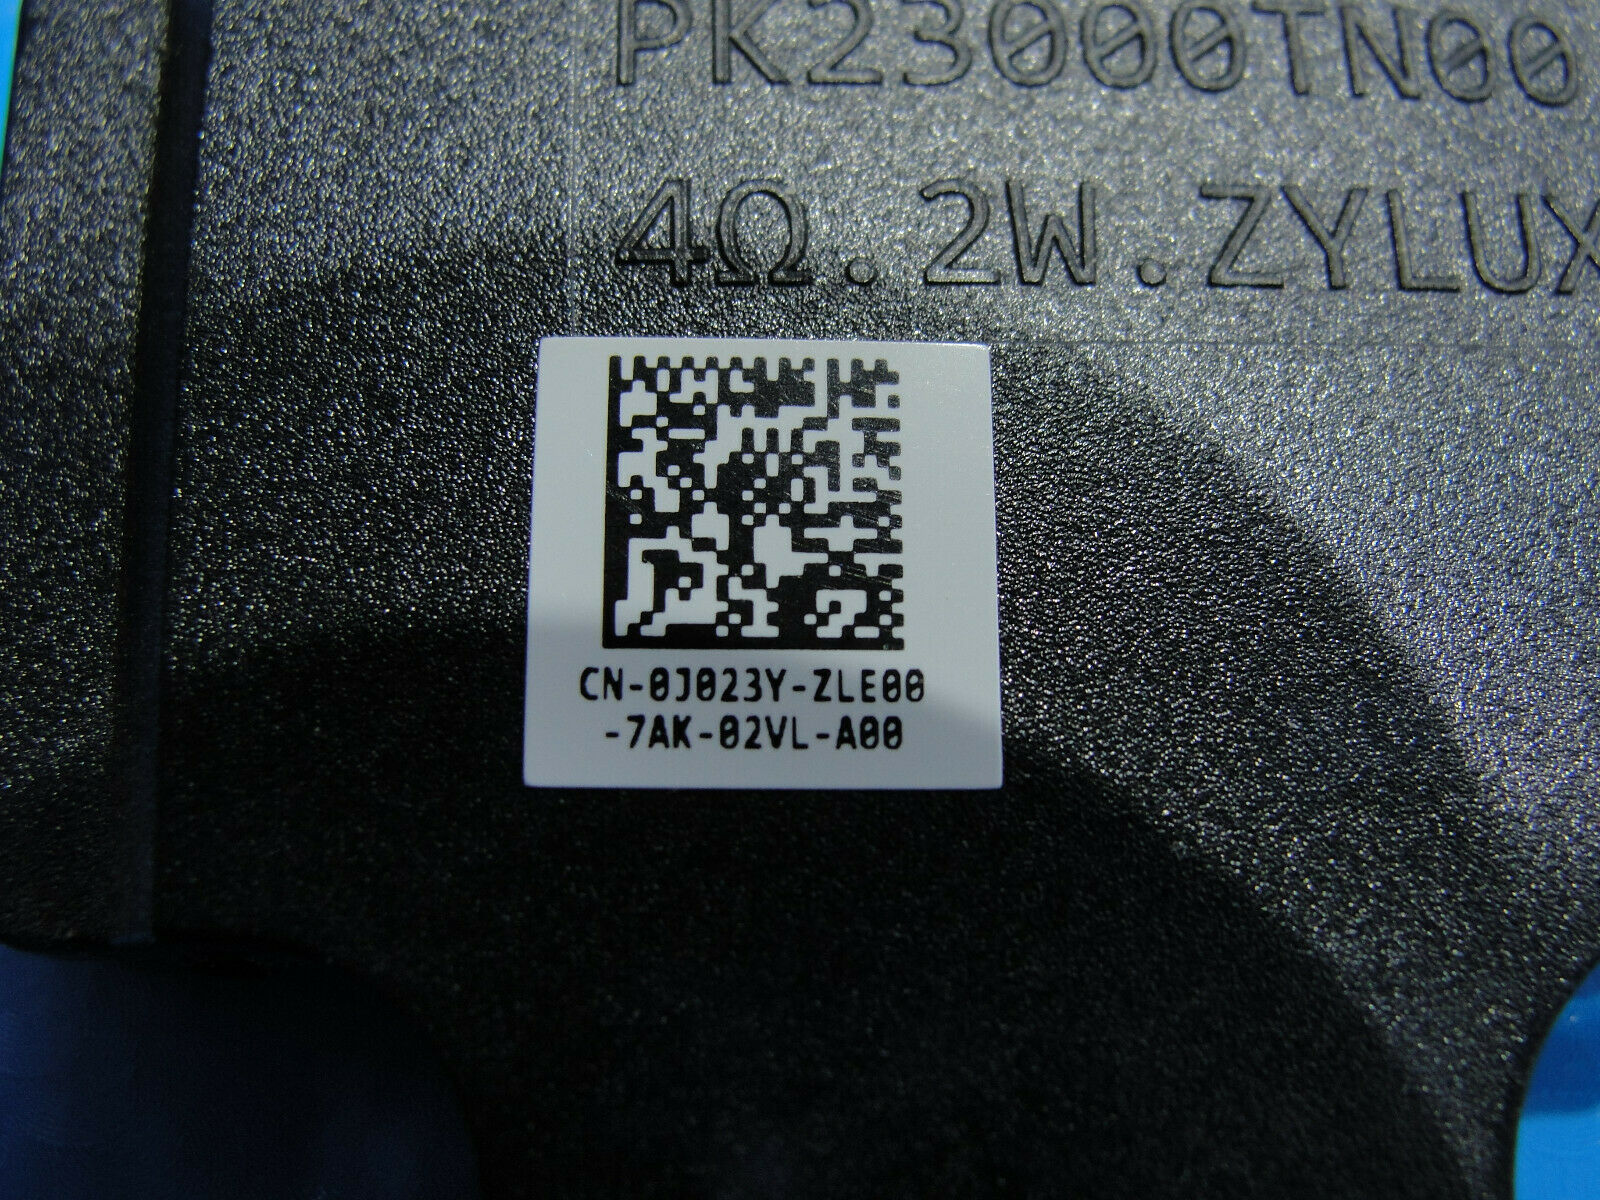 PK23000TN00
4Ω.2W.ZYLUX
CN-0J023Y-ZLE00
-7AK-02VL-A00